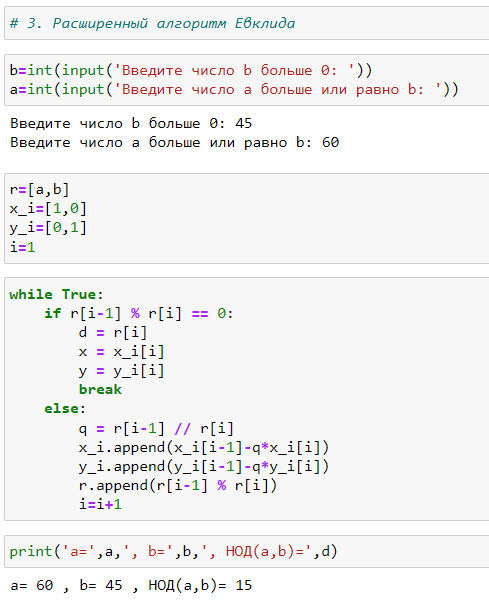 # 3. Расширенный алгоритм Евклида
b=int(input('Введите число b больше 0: '))
a=int(input('Введите число a больше или равно b: '))
Введите число b больше 0: 45
Введите число a больше или равно b: 60
r=[a,b]
x_i=[1,0]
y_i=[0,1]
i=1
while True:
    if r[i-1] % r[i] == 0:
        d = r[i]
        x = x_i[i]
        y = y_i[i]
        break
    else:
        q = r[i-1] // r[i]
        x_i.append(x_i[i-1]-q*x_i[i])
        y_i.append(y_i[i-1]-q*y_i[i])
        r.append(r[i-1] % r[i])
        i=i+1
print('a=',a,', b=',b,', НОД(a,b)=',d)
a= 60 , b= 45 , НОД(a,b)= 15